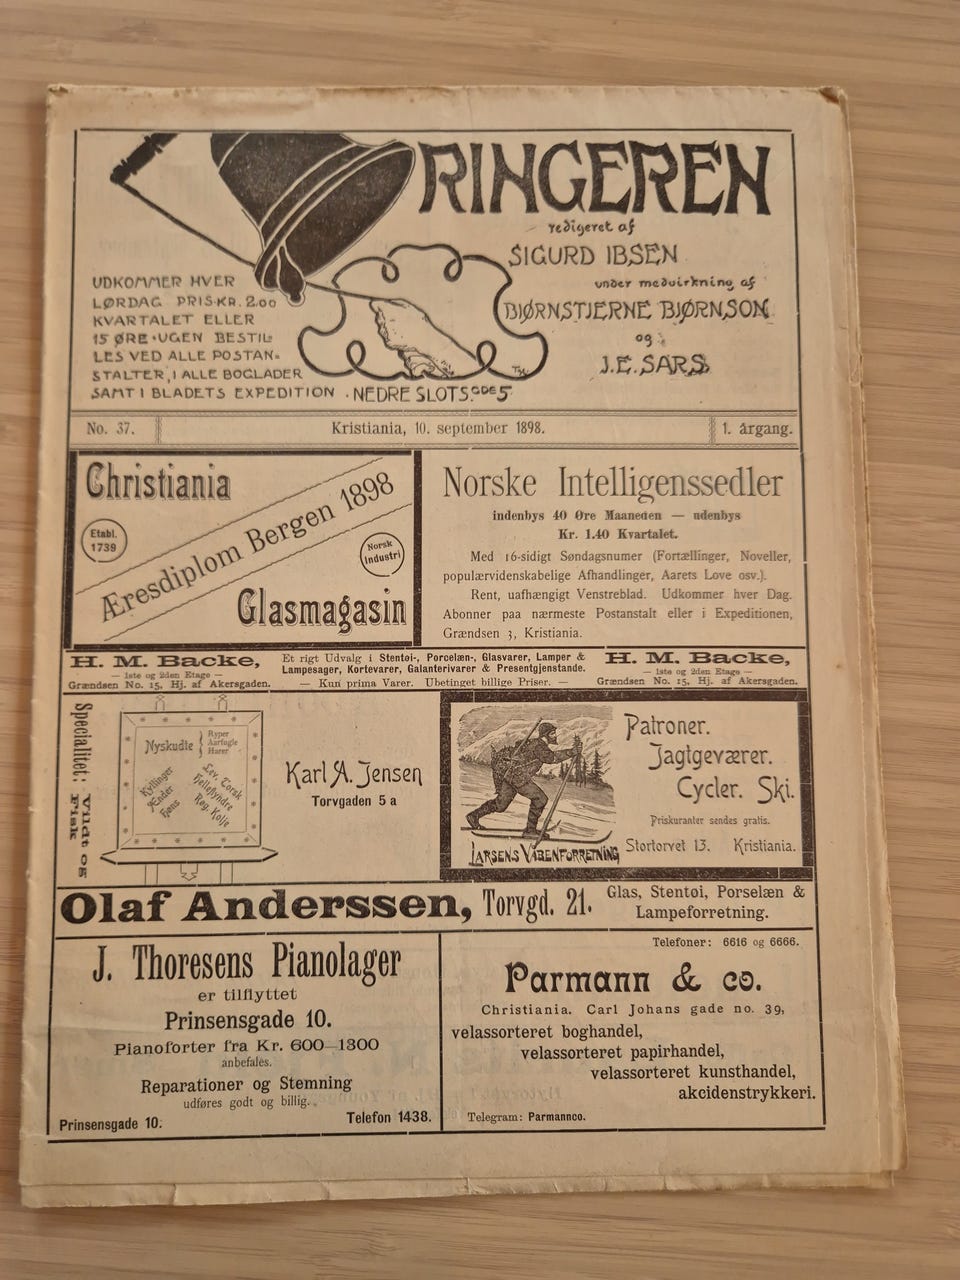 RINGEREN
redigeret af
SIGURD IBSEN
under medvirkning af
BJØRNSTJERNE BJØRNSON
og
J.E. SARS
UDKOMMER HVER
LØRDAG PRIS KR. 2.00
KVARTALET ELLER
15 ØRE UGEN BESTIL-
LES VED ALLE POSTAN-
STALTER, I ALLE BOGLADER
SAMT I BLADETS EXPEDITION. NEDRE SLOTSGDE 5
No. 37. Kristiania, 10. september 1898. 1. årgang.
Christiania
Etabl. 1739
Æresdiplom Bergen 1898
Norsk Industri
Glasmagasin
Norske Intelligenssedler
indenbys 40 Øre Maaneden — udenbys
Kr. 1.40 Kvartalet.
Med 16-sidigt Søndagsnumer (Fortællinger, Noveller,
populærvidenskabelige Afhandlinger, Aarets Love osv.).
Rent, uafhængigt Venstreblad. Udkommer hver Dag.
Abonner paa nærmeste Postanstalt eller i Expeditionen,
Grændsen 3, Kristiania.
H. M. Backe,
— 1ste og 2den Etage —
Grændsen No. 15, Hj. af Akersgaden.
Et rigt Udvalg i Stentøi-, Porcelæn-, Glasvarer, Lamper &
Lampesager, Kortevarer, Galanterivarer & Presentgjenstande.
— Kun prima Varer. Ubetinget billige Priser. —
H. M. Backe,
— 1ste og 2den Etage —
Grændsen No. 15, Hj. af Akersgaden.
Specialitet: Vildt og Fisk
Nyskudte
Ryper
Aarfugle
Harer
Kyllinger
Ænder
Høns
Lev. Torsk
Helleflyndre
Røg. Kolje
Karl A. Jensen
Torvgaden 5 a
LARSENS VÅBENFORRETNING
Patroner.
Jagtgeværer.
Cycler. Ski.
Priskuranter sendes gratis.
Stortorvet 13. Kristiania.
Olaf Anderssen, Torvgd. 21.
Glas, Stentøi, Porselæn &
Lampeforretning.
J. Thoresens Pianolager
er tilflyttet
Prinsensgade 10.
Pianoforter fra Kr. 600—1300
anbefales.
Reparationer og Stemning
udføres godt og billig.
Prinsensgade 10. Telefon 1438.
Telefoner: 6616 og 6666.
Parmann & co.
Christiania. Carl Johans gade no. 39,
velassorteret boghandel,
velassorteret papirhandel,
velassorteret kunsthandel,
akcidenstrykkeri.
Telegram: Parmannco.